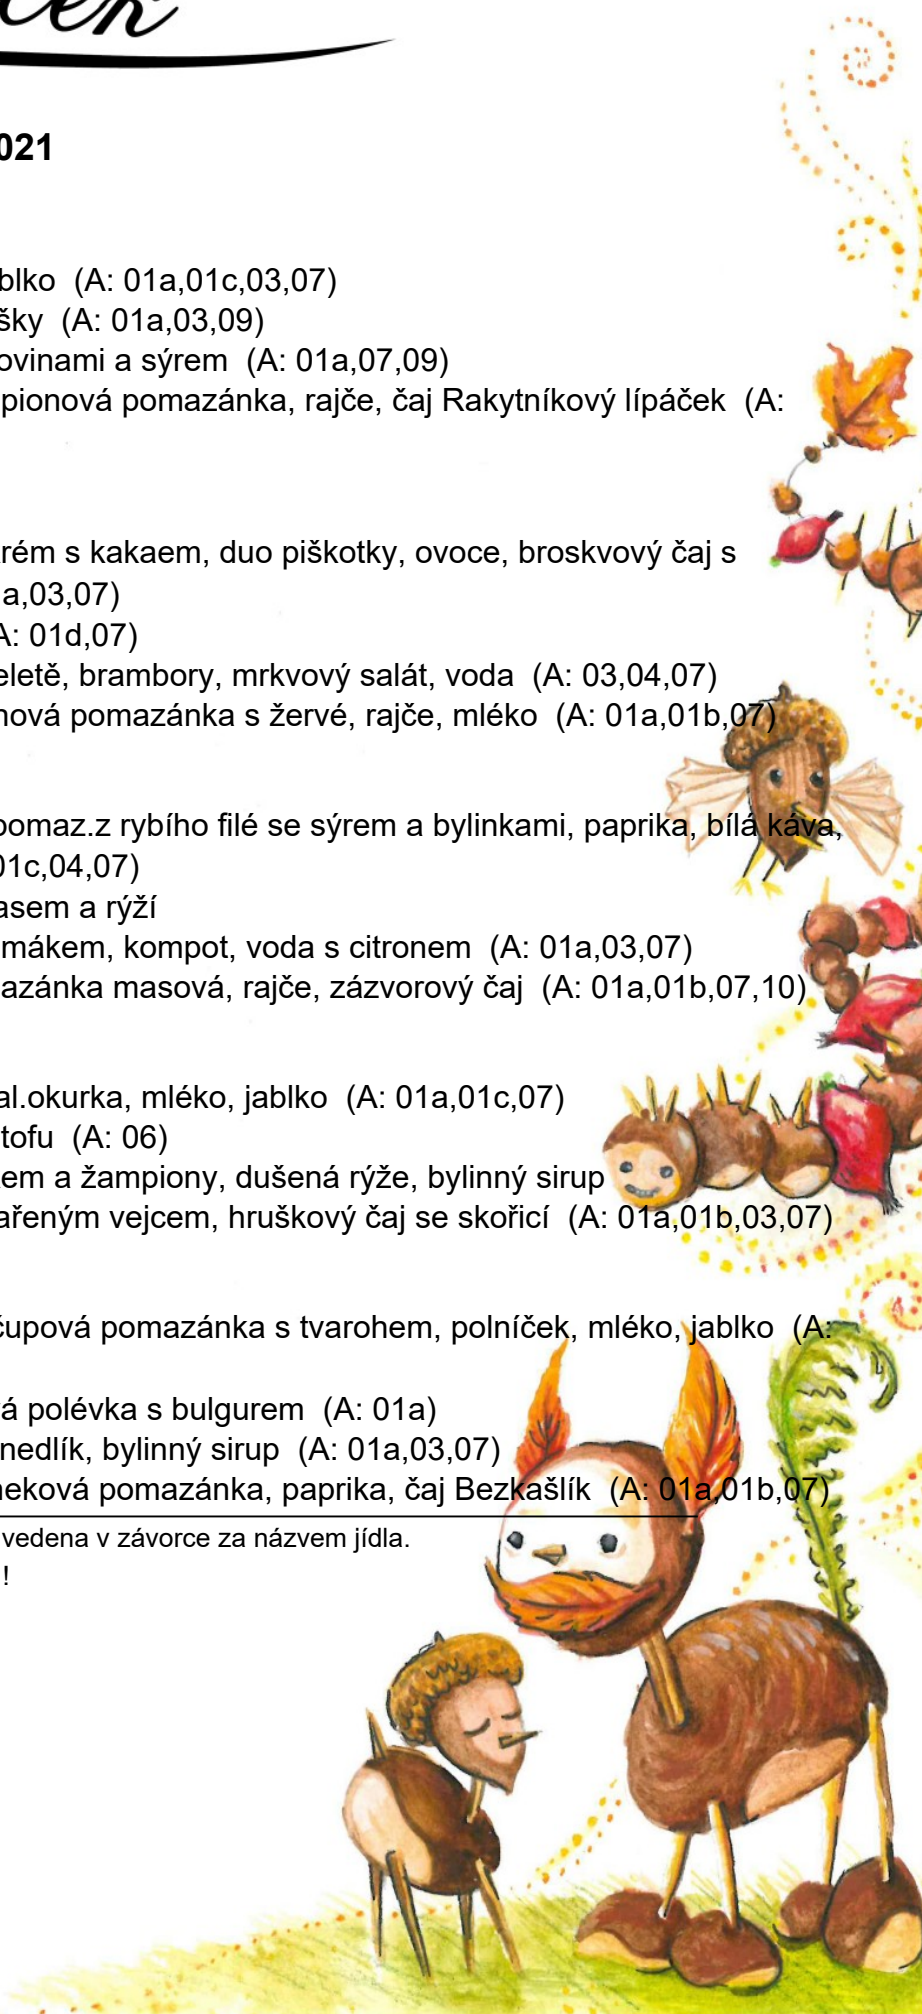 ček
021
blko (A: 01a,01c,03,07)
šky (A: 01a,03,09)
ovinami a sýrem (A: 01a,07,09)
pionová pomazánka, rajče, čaj Rakytníkový lípáček (A:
rém s kakaem, duo piškotky, ovoce, broskvový čaj s
a,03,07)
A: 01d,07)
eletě, brambory, mrkvový salát, voda (A: 03,04,07)
nová pomazánka s žervé, rajče, mléko (A: 01a,01b,07)
pomaz.z rybího filé se sýrem a bylinkami, paprika, bílá káva,
01c,04,07)
asem a rýží
mákem, kompot, voda s citronem (A: 01a,03,07)
azánka masová, rajče, zázvorový čaj (A: 01a,01b,07,10)
al.okurka, mléko, jablko (A: 01a,01c,07)
tofu (A: 06)
em a žampiony, dušená rýže, bylinný sirup
ařeným vejcem, hruškový čaj se skořicí (A: 01a,01b,03,07)
čupová pomazánka s tvarohem, polníček, mléko, jablko (A:
á polévka s bulgurem (A: 01a)
nedlík, bylinný sirup (A: 01a,03,07)
neková pomazánka, paprika, čaj Bezkašlík (A: 01a,01b,07)
vedena v závorce za názvem jídla.
!